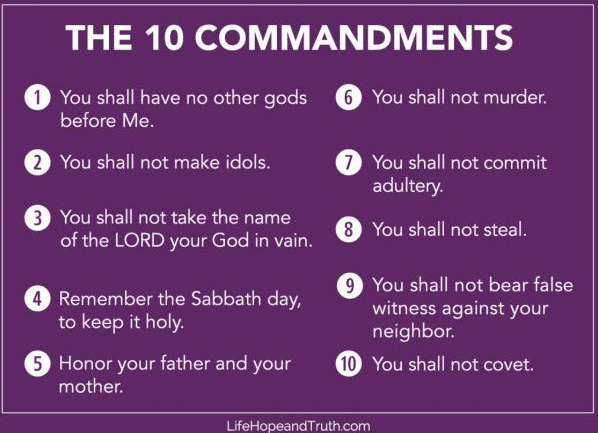 THE 10 COMMANDMENTS
1 You shall have no other gods
before Me.
2 You shall not make idols.
3 You shall not take the name
of the LORD your God in vain.
4 Remember the Sabbath day,
to keep it holy.
5 Honor your father and your
mother.
6 You shall not murder.
7 You shall not commit
adultery.
8 You shall not steal.
9 You shall not bear false
witness against your
neighbor.
10 You shall not covet.
LifeHopeandTruth.com